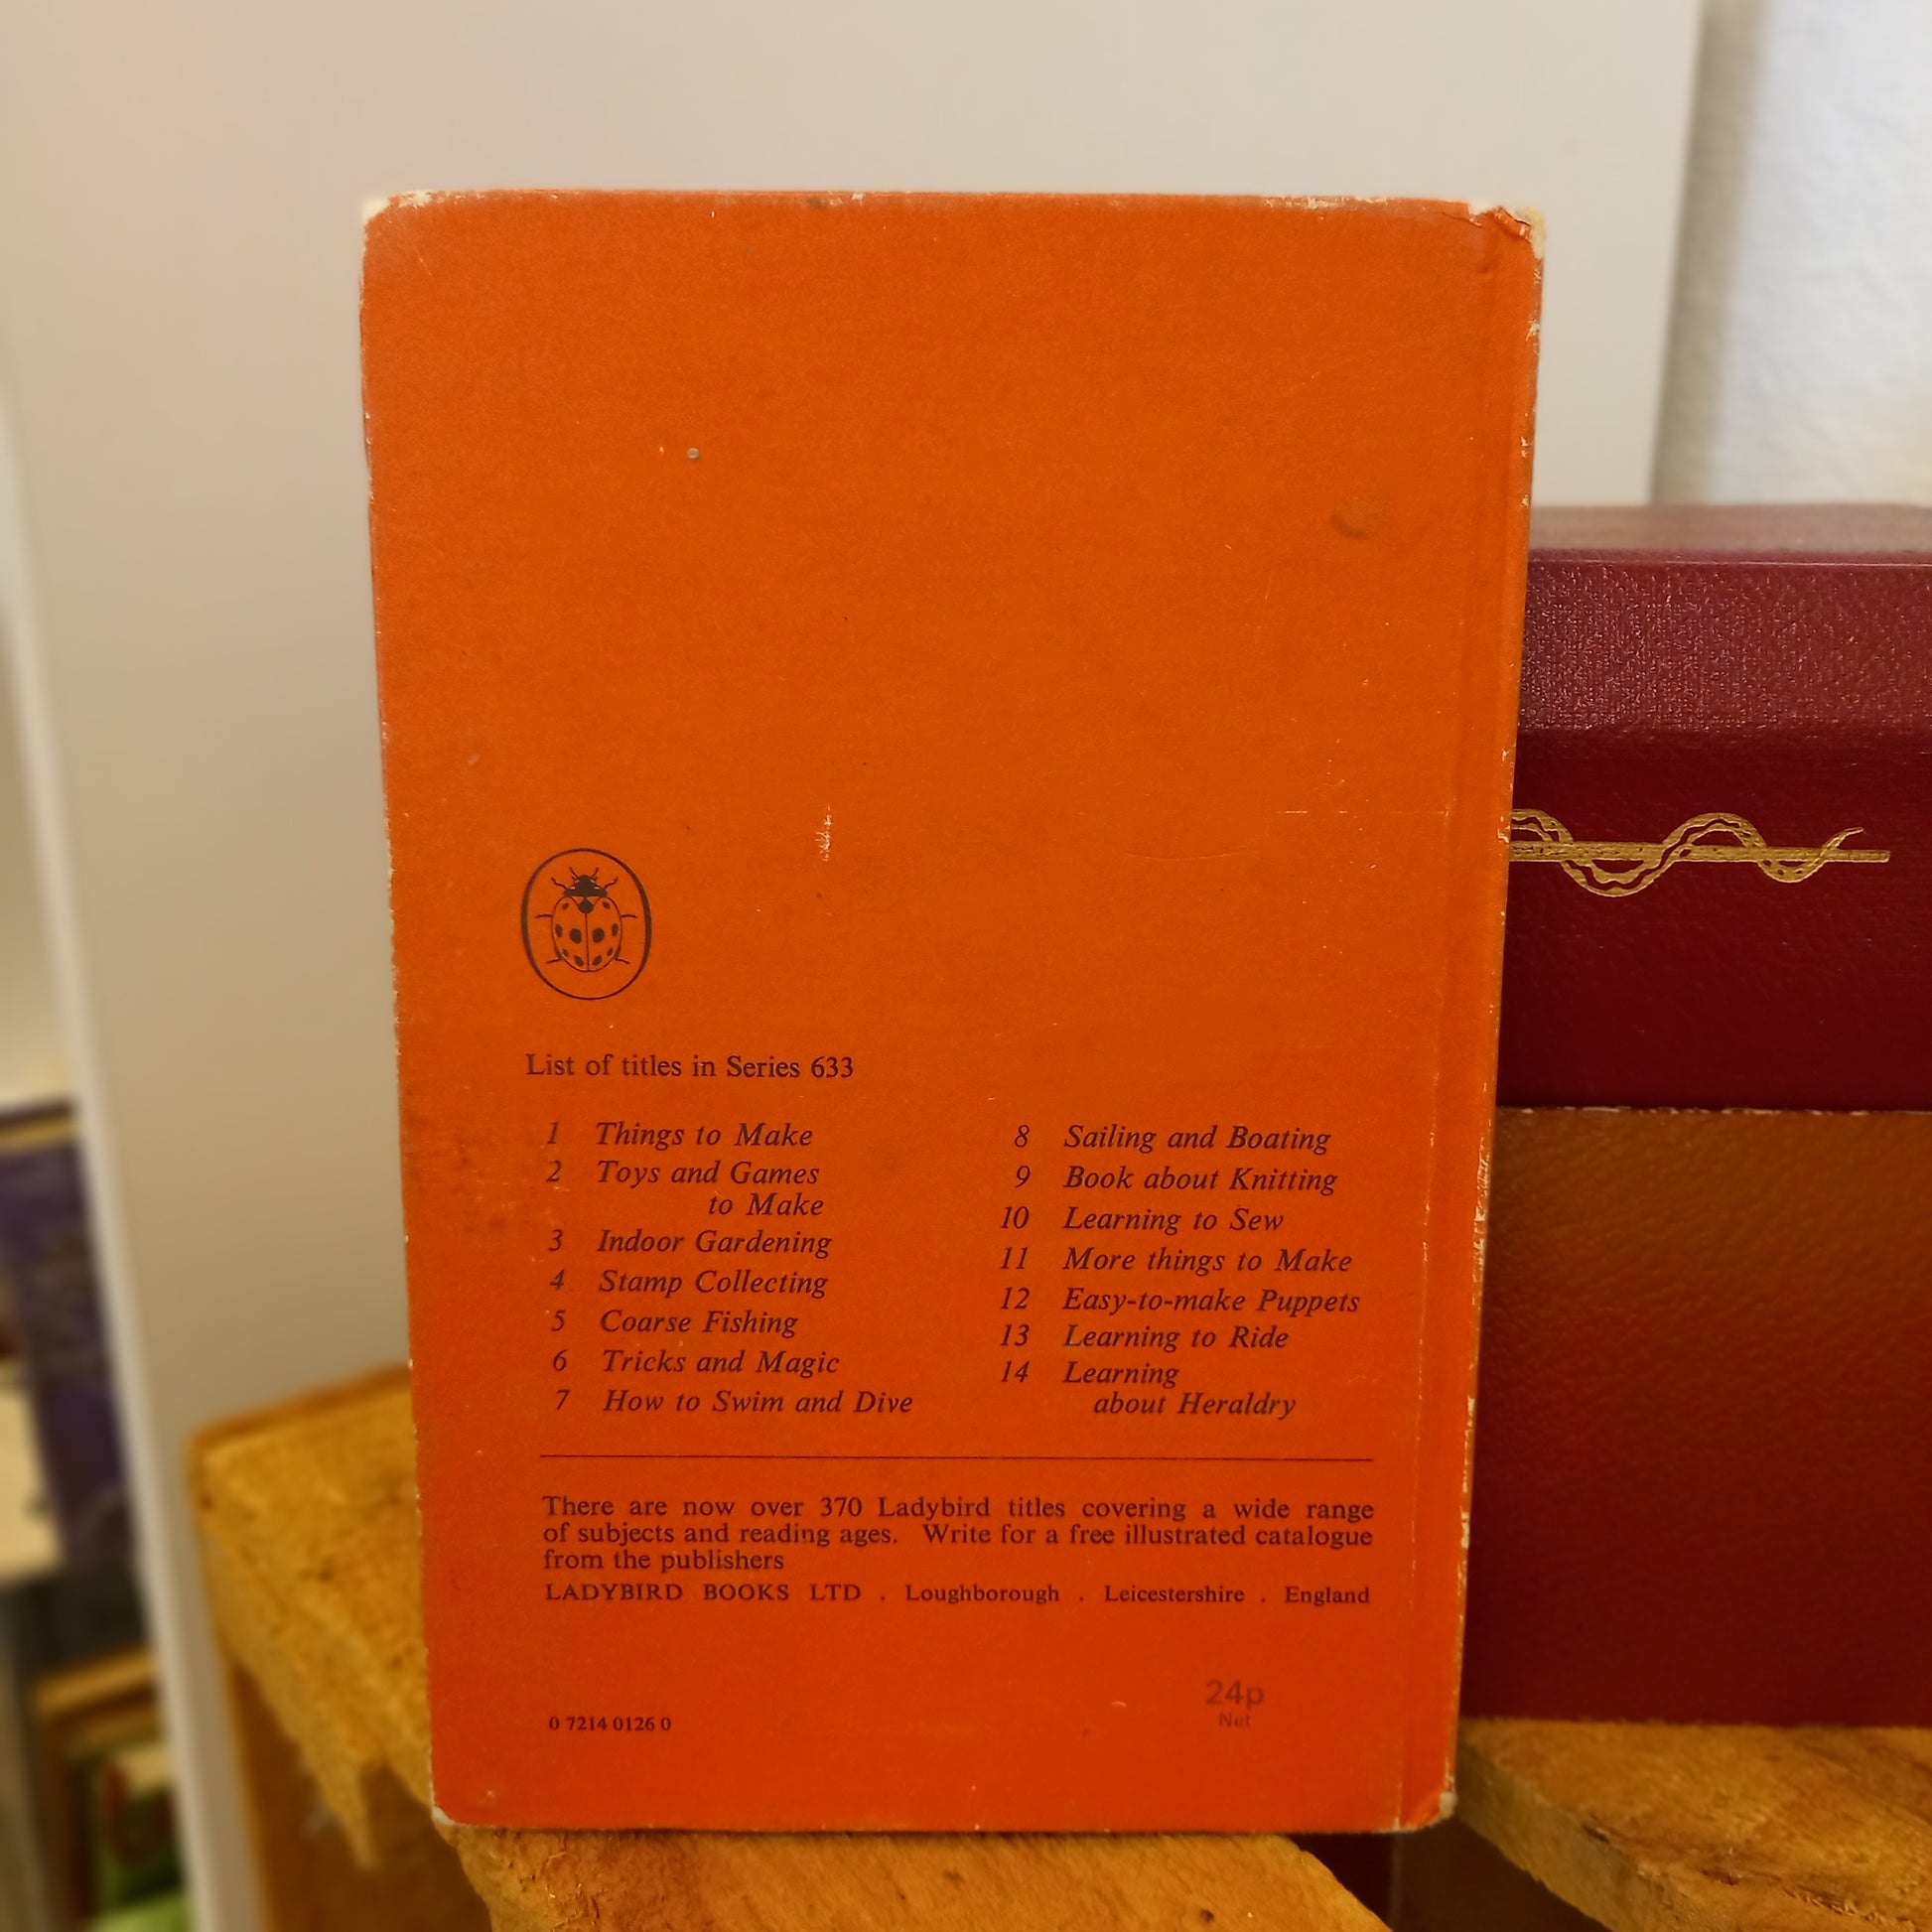 List of titles in Series 633
1 Things to Make
2 Toys and Games
to Make
3 Indoor Gardening
4 Stamp Collecting
5 Coarse Fishing
6 Tricks and Magic
7 How to Swim and Dive
8 Sailing and Boating
9 Book about Knitting
10 Learning to Sew
11 More things to Make
12 Easy-to-make Puppets
13 Learning to Ride
14 Learning
about Heraldry
There are now over 370 Ladybird titles covering a wide range
of subjects and reading ages. Write for a free illustrated catalogue
from the publishers
LADYBIRD BOOKS LTD . Loughborough . Leicestershire . England
24p
Net
0 7214 0126 0